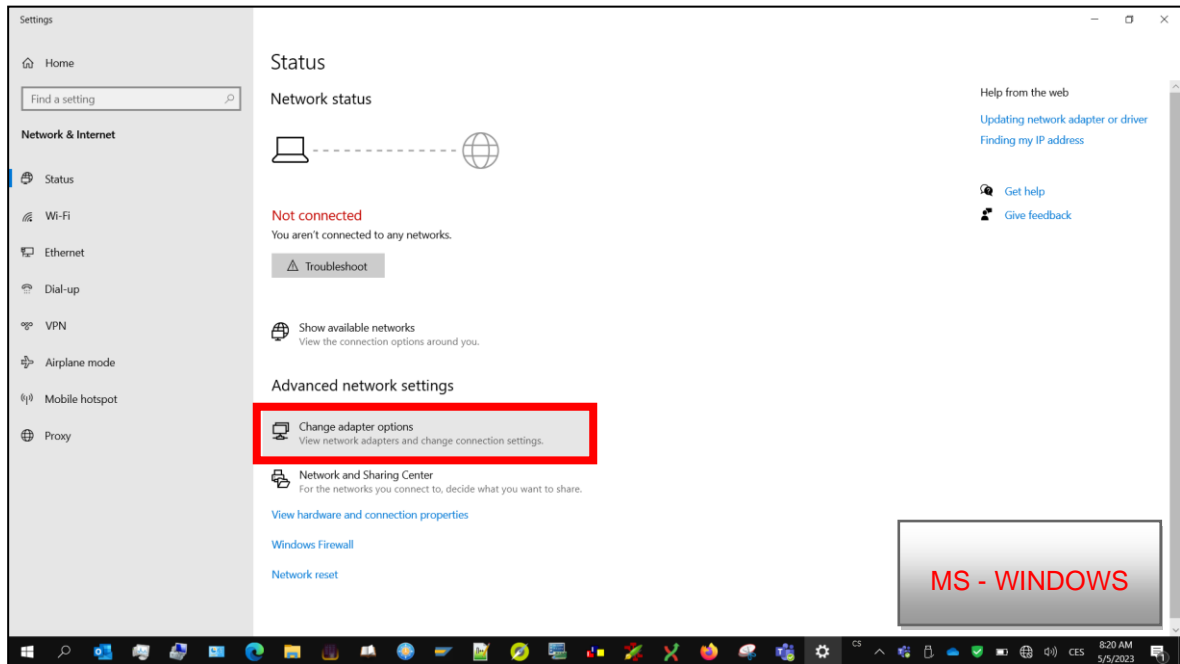 Settings
Home
Find a setting
Network & Internet
Status
Wi-Fi
Ethernet
Dial-up
VPN
Airplane mode
Mobile hotspot
Proxy
Status
Network status
Not connected
You aren't connected to any networks.
Troubleshoot
Show available networks
View the connection options around you.
Advanced network settings
Change adapter options
View network adapters and change connection settings.
Network and Sharing Center
For the networks you connect to, decide what you want to share.
View hardware and connection properties
Windows Firewall
Network reset
Help from the web
Updating network adapter or driver
Finding my IP address
Get help
Give feedback
MS - WINDOWS
CS
CES
8:20 AM
5/5/2023